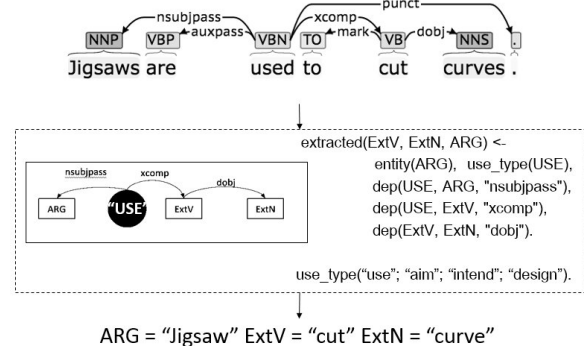 punct
nsubjpass xcomp
auxpass mark dobj
NNP VBP VBN TO VB NNS .
Jigsaws are used to cut curves .
extracted(ExtV, ExtN, ARG) <-
entity(ARG), use_type(USE),
dep(USE, ARG, "nsubjpass"),
dep(USE, ExtV, "xcomp"),
dep(ExtV, ExtN, "dobj").
nsubjpass xcomp dobj
ARG "USE" ExtV ExtN
use_type("use"; "aim"; "intend"; "design").
ARG = "Jigsaw" ExtV = "cut" ExtN = "curve"